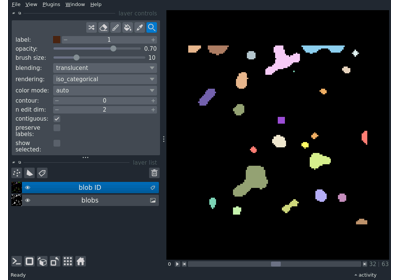 File View Plugins Window Help
layer controls
label: 1
opacity: 0.70
brush size: 10
blending: translucent
rendering: iso_categorical
color mode: auto
contour: 0
n edit dim: 2
contiguous:
preserve
labels:
show
selected:
layer list
blob ID
blobs
32 63
Ready
activity